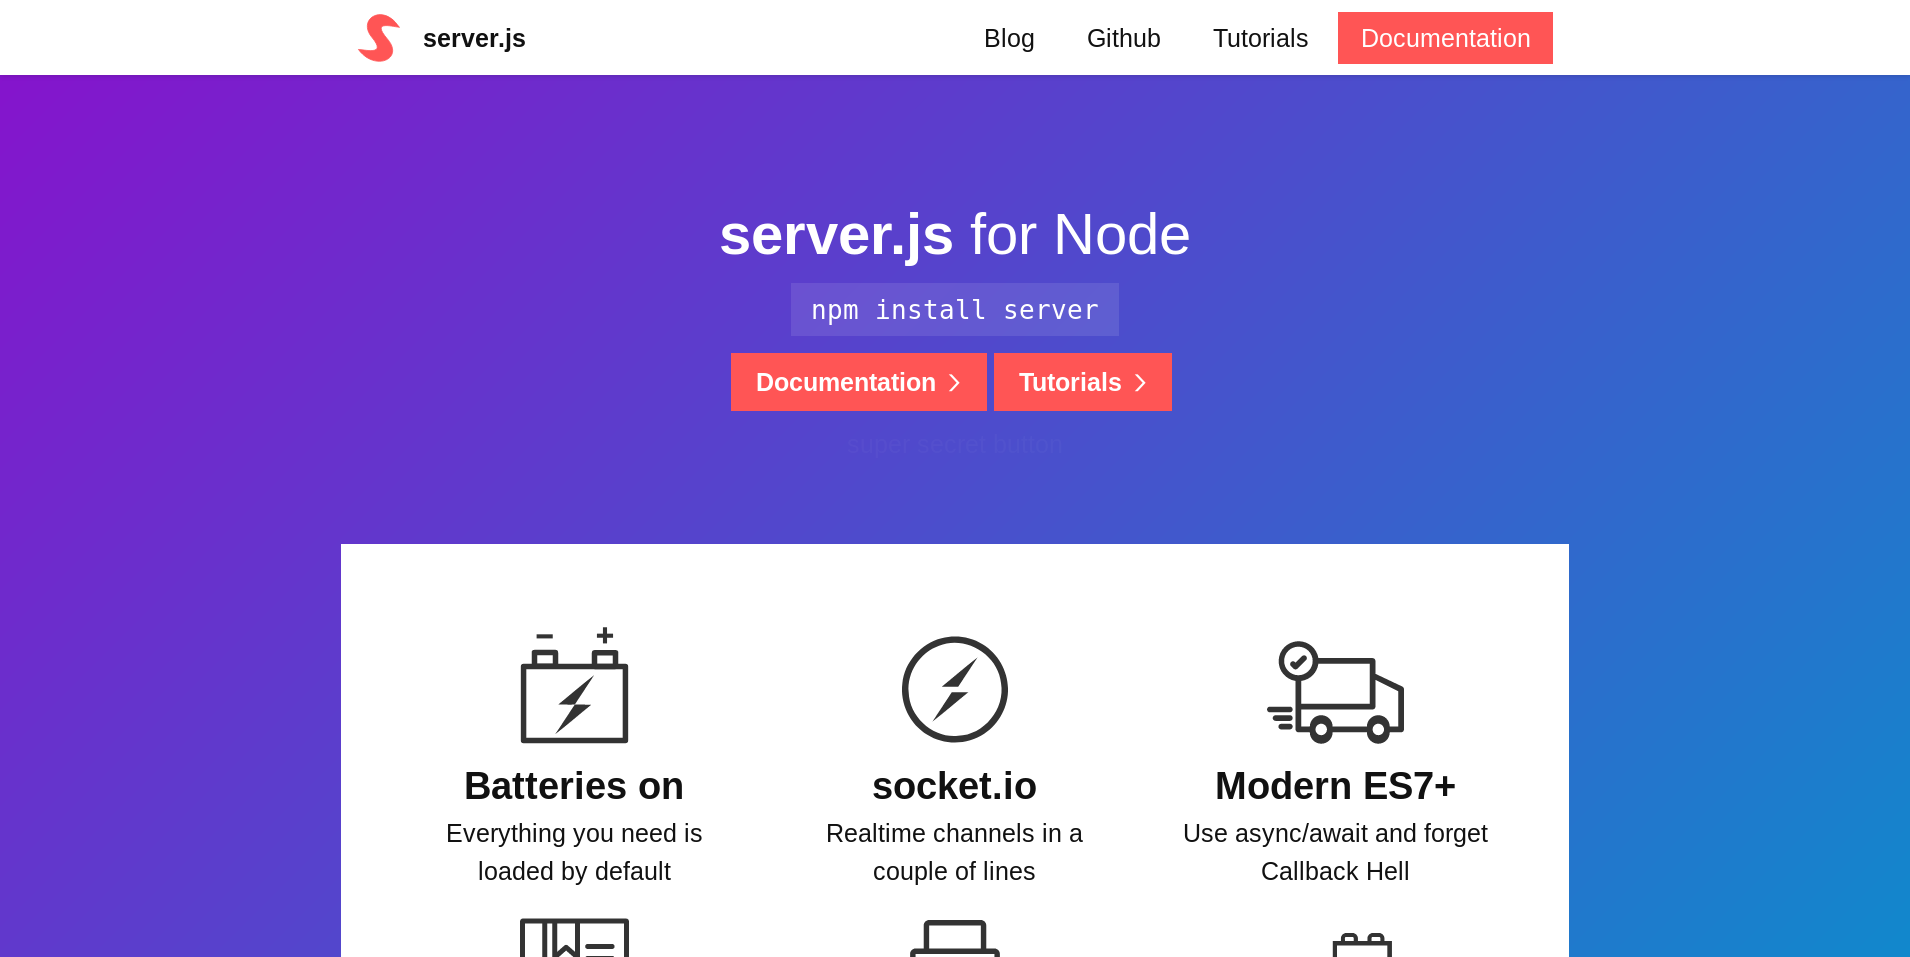 server.js
Blog
Github
Tutorials
Documentation
server.js for Node
npm install server
Documentation
Tutorials
super secret button
Batteries on
Everything you need is
loaded by default
socket.io
Realtime channels in a
couple of lines
Modern ES7+
Use async/await and forget
Callback Hell